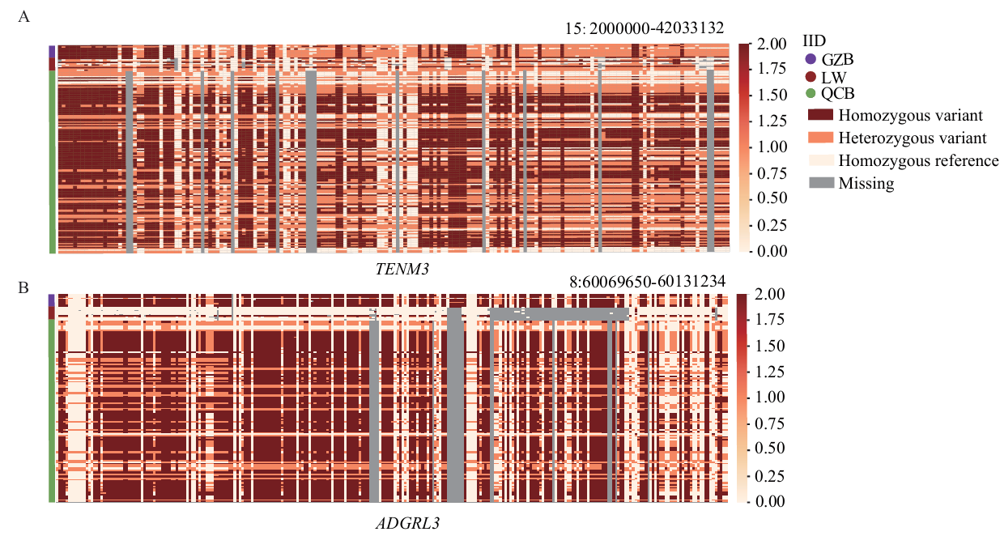 A
15: 2000000-42033132
2.00
1.75
1.50
1.25
1.00
0.75
0.50
0.25
0.00
IID
GZB
LW
QCB
Homozygous variant
Heterozygous variant
Homozygous reference
Missing
TENM3
B
8:60069650-60131234
2.00
1.75
1.50
1.25
1.00
0.75
0.50
0.25
0.00
ADGRL3